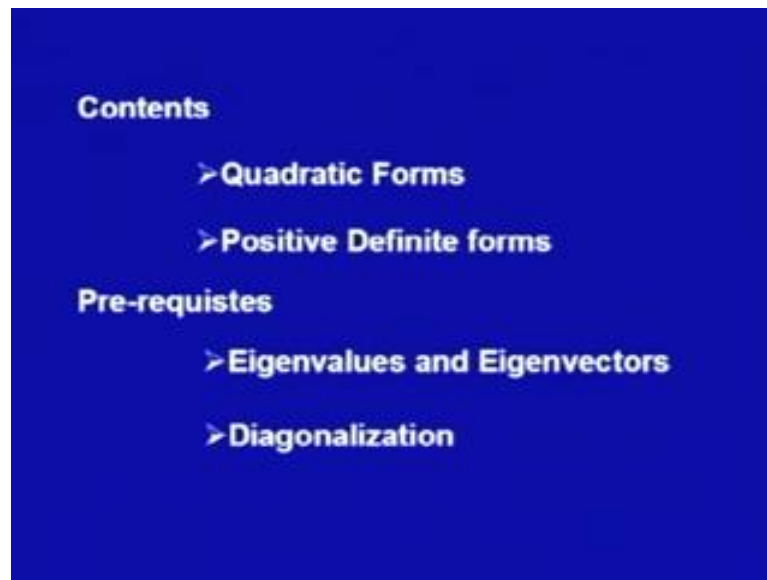 Contents
➢Quadratic Forms
➢Positive Definite forms
Pre-requistes
➢Eigenvalues and Eigenvectors
➢Diagonalization